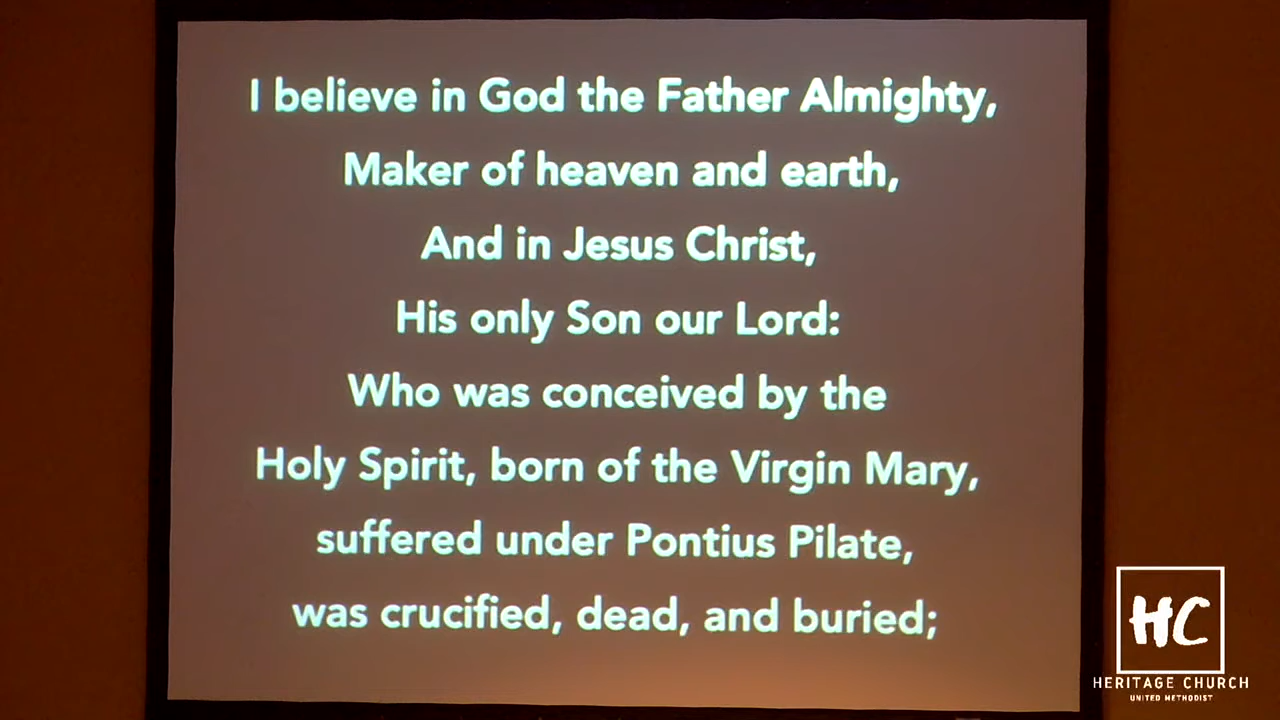 I believe in God the Father Almighty,
Maker of heaven and earth,
And in Jesus Christ,
His only Son our Lord:
Who was conceived by the
Holy Spirit, born of the Virgin Mary,
suffered under Pontius Pilate,
was crucified, dead, and buried;
HC
HERITAGE CHURCH
UNITED METHODIST